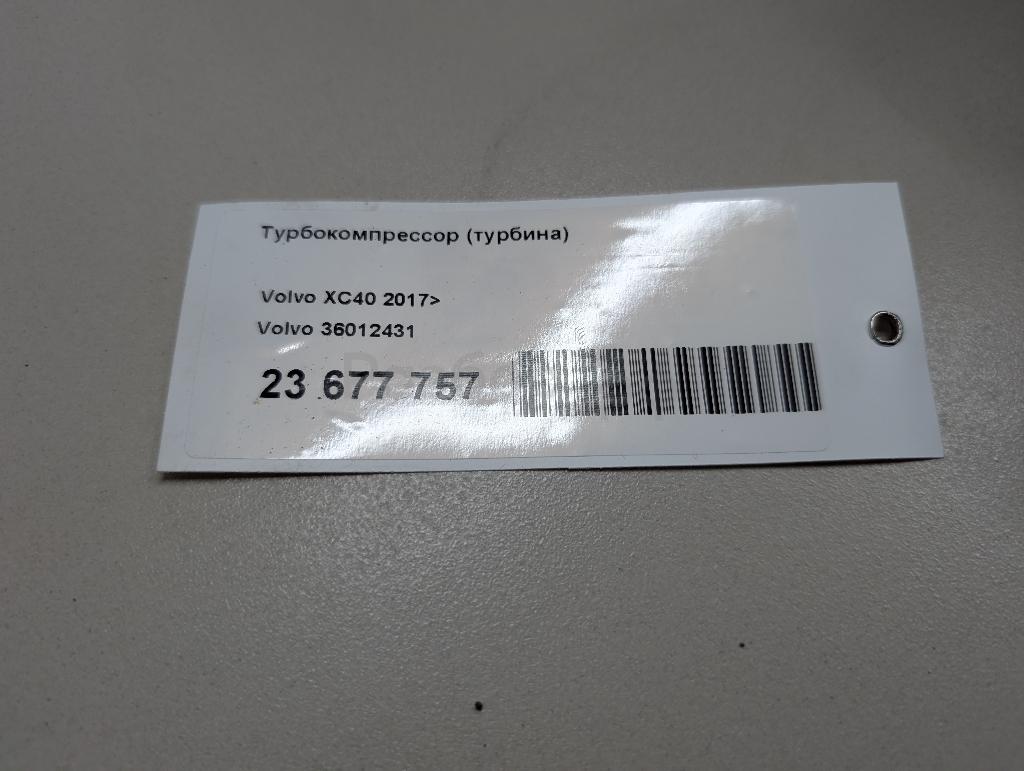 Турбокомпрессор (турбина)
Volvo XC40 2017>
Volvo 36012431
23 677 757